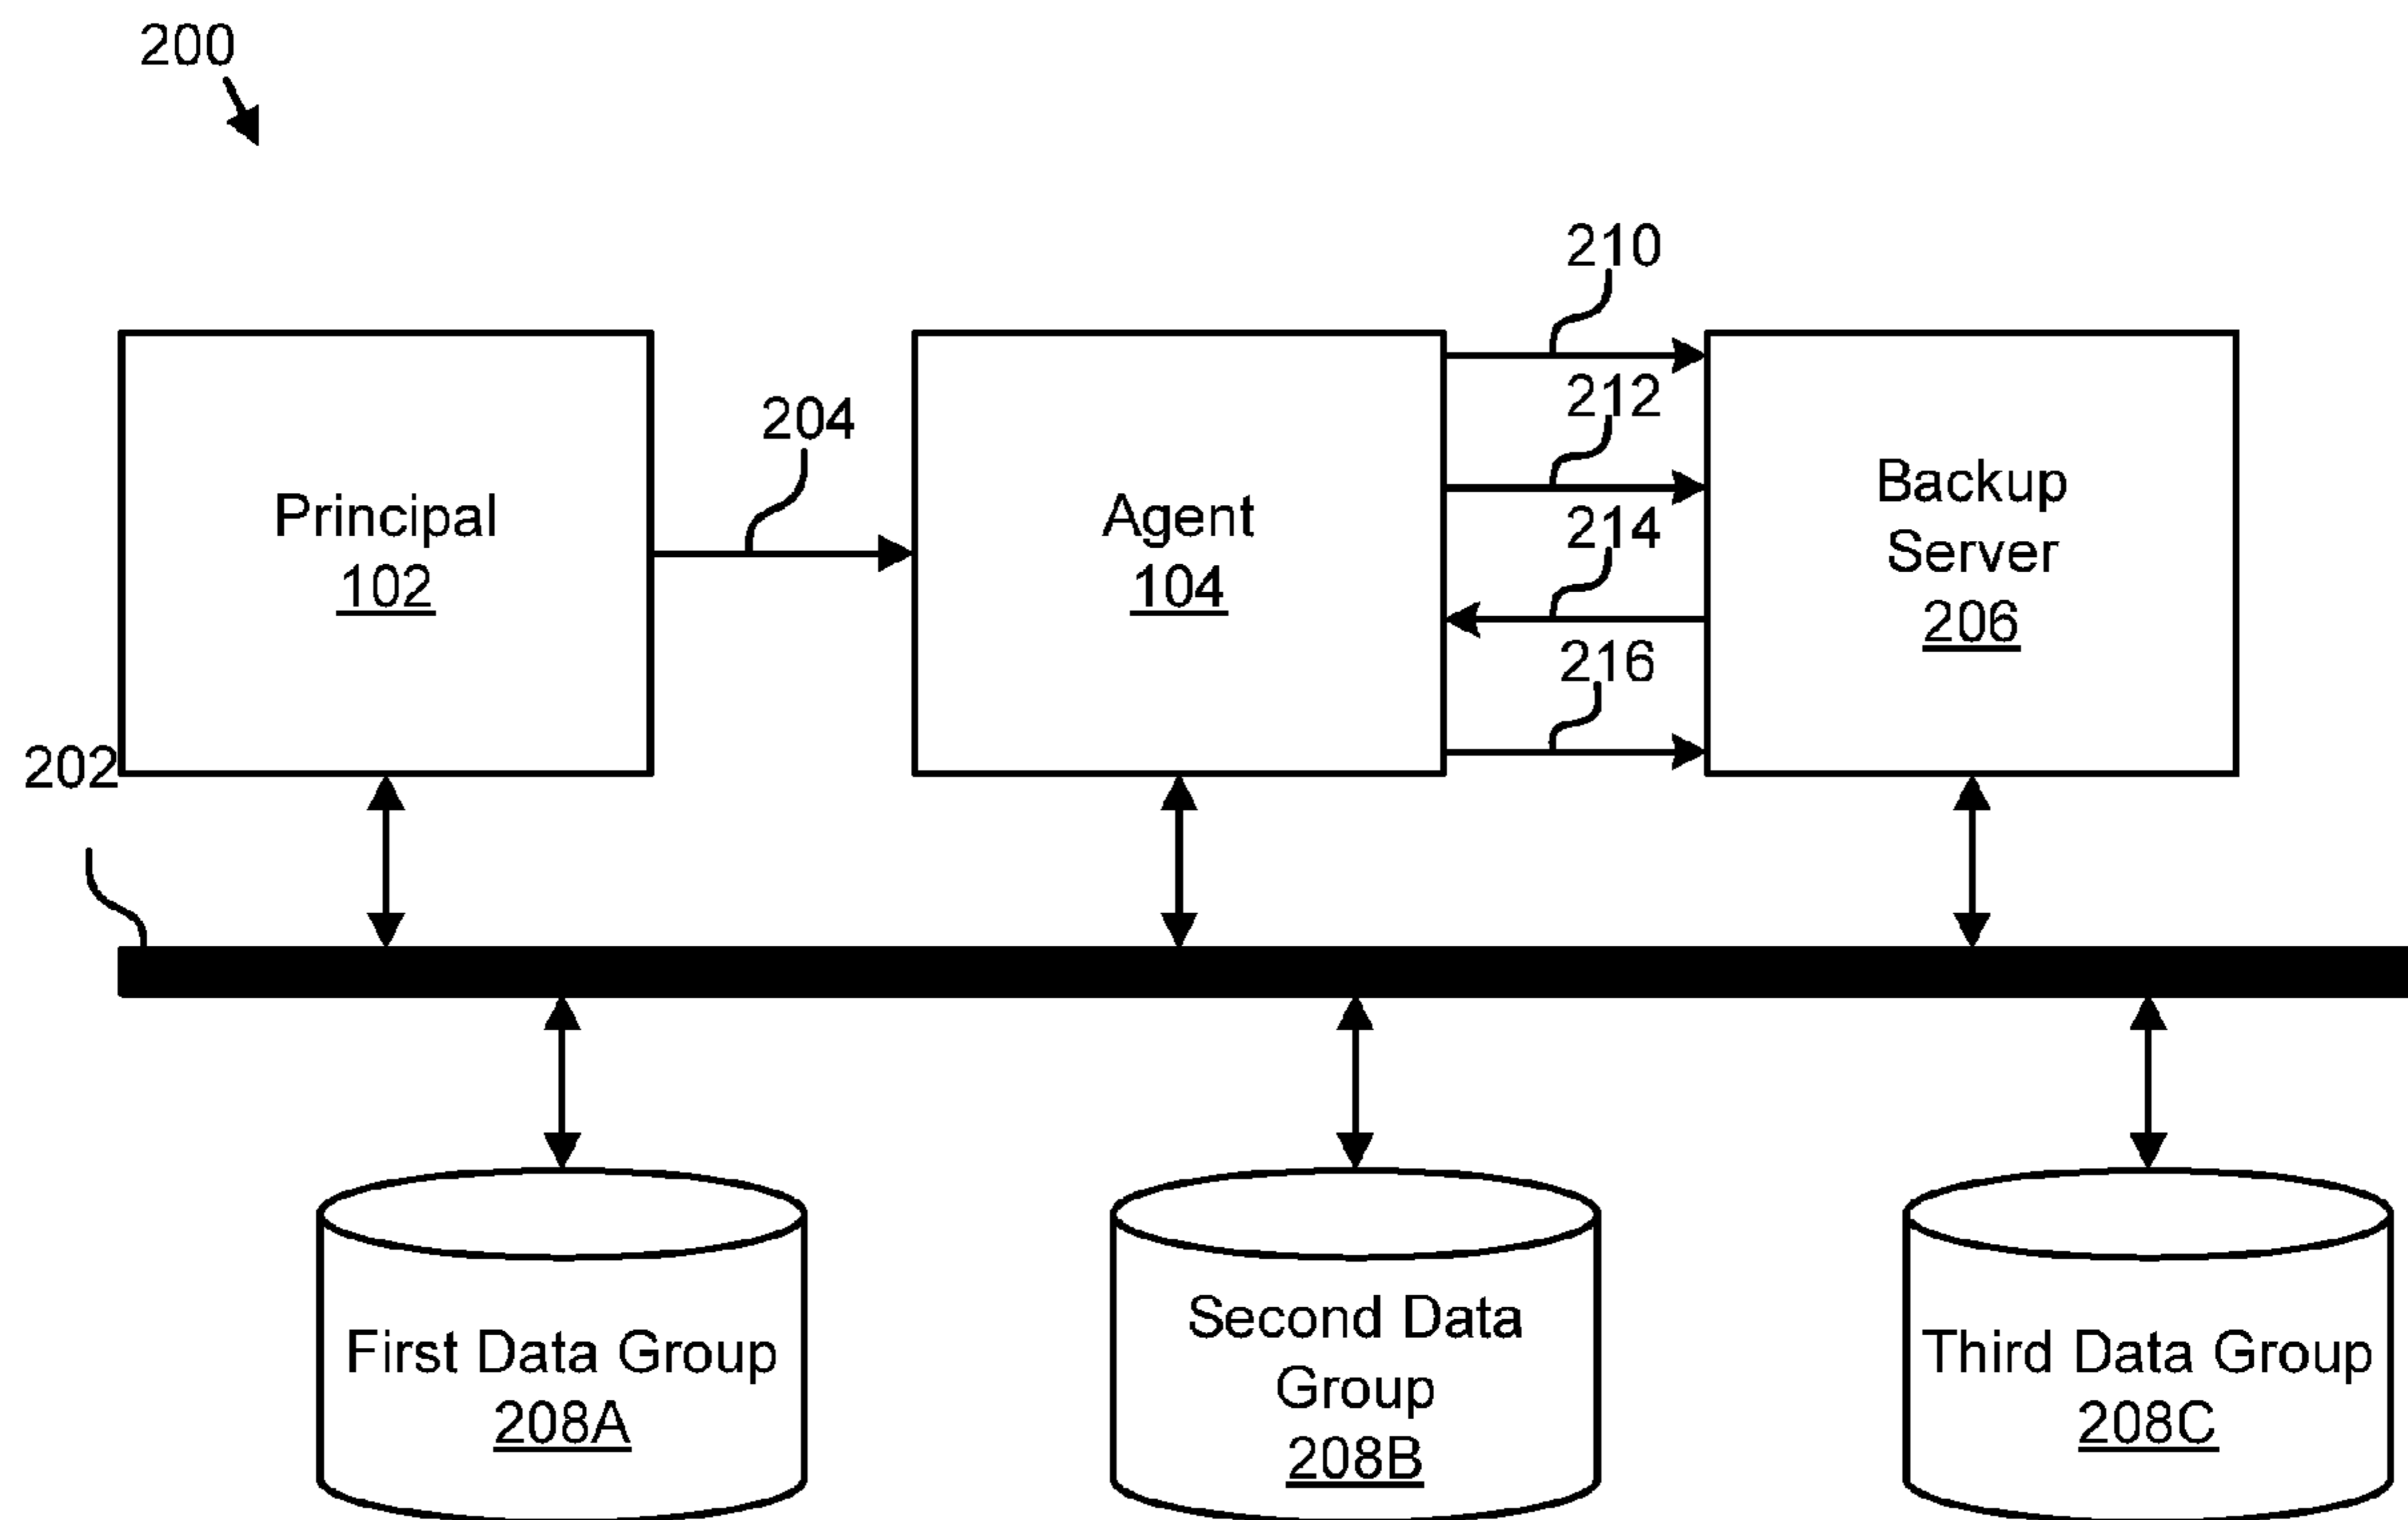 200
210
212
204
214
216
Principal
102
Agent
104
Backup
Server
206
202
First Data Group
208A
Second Data
Group
208B
Third Data Group
208C